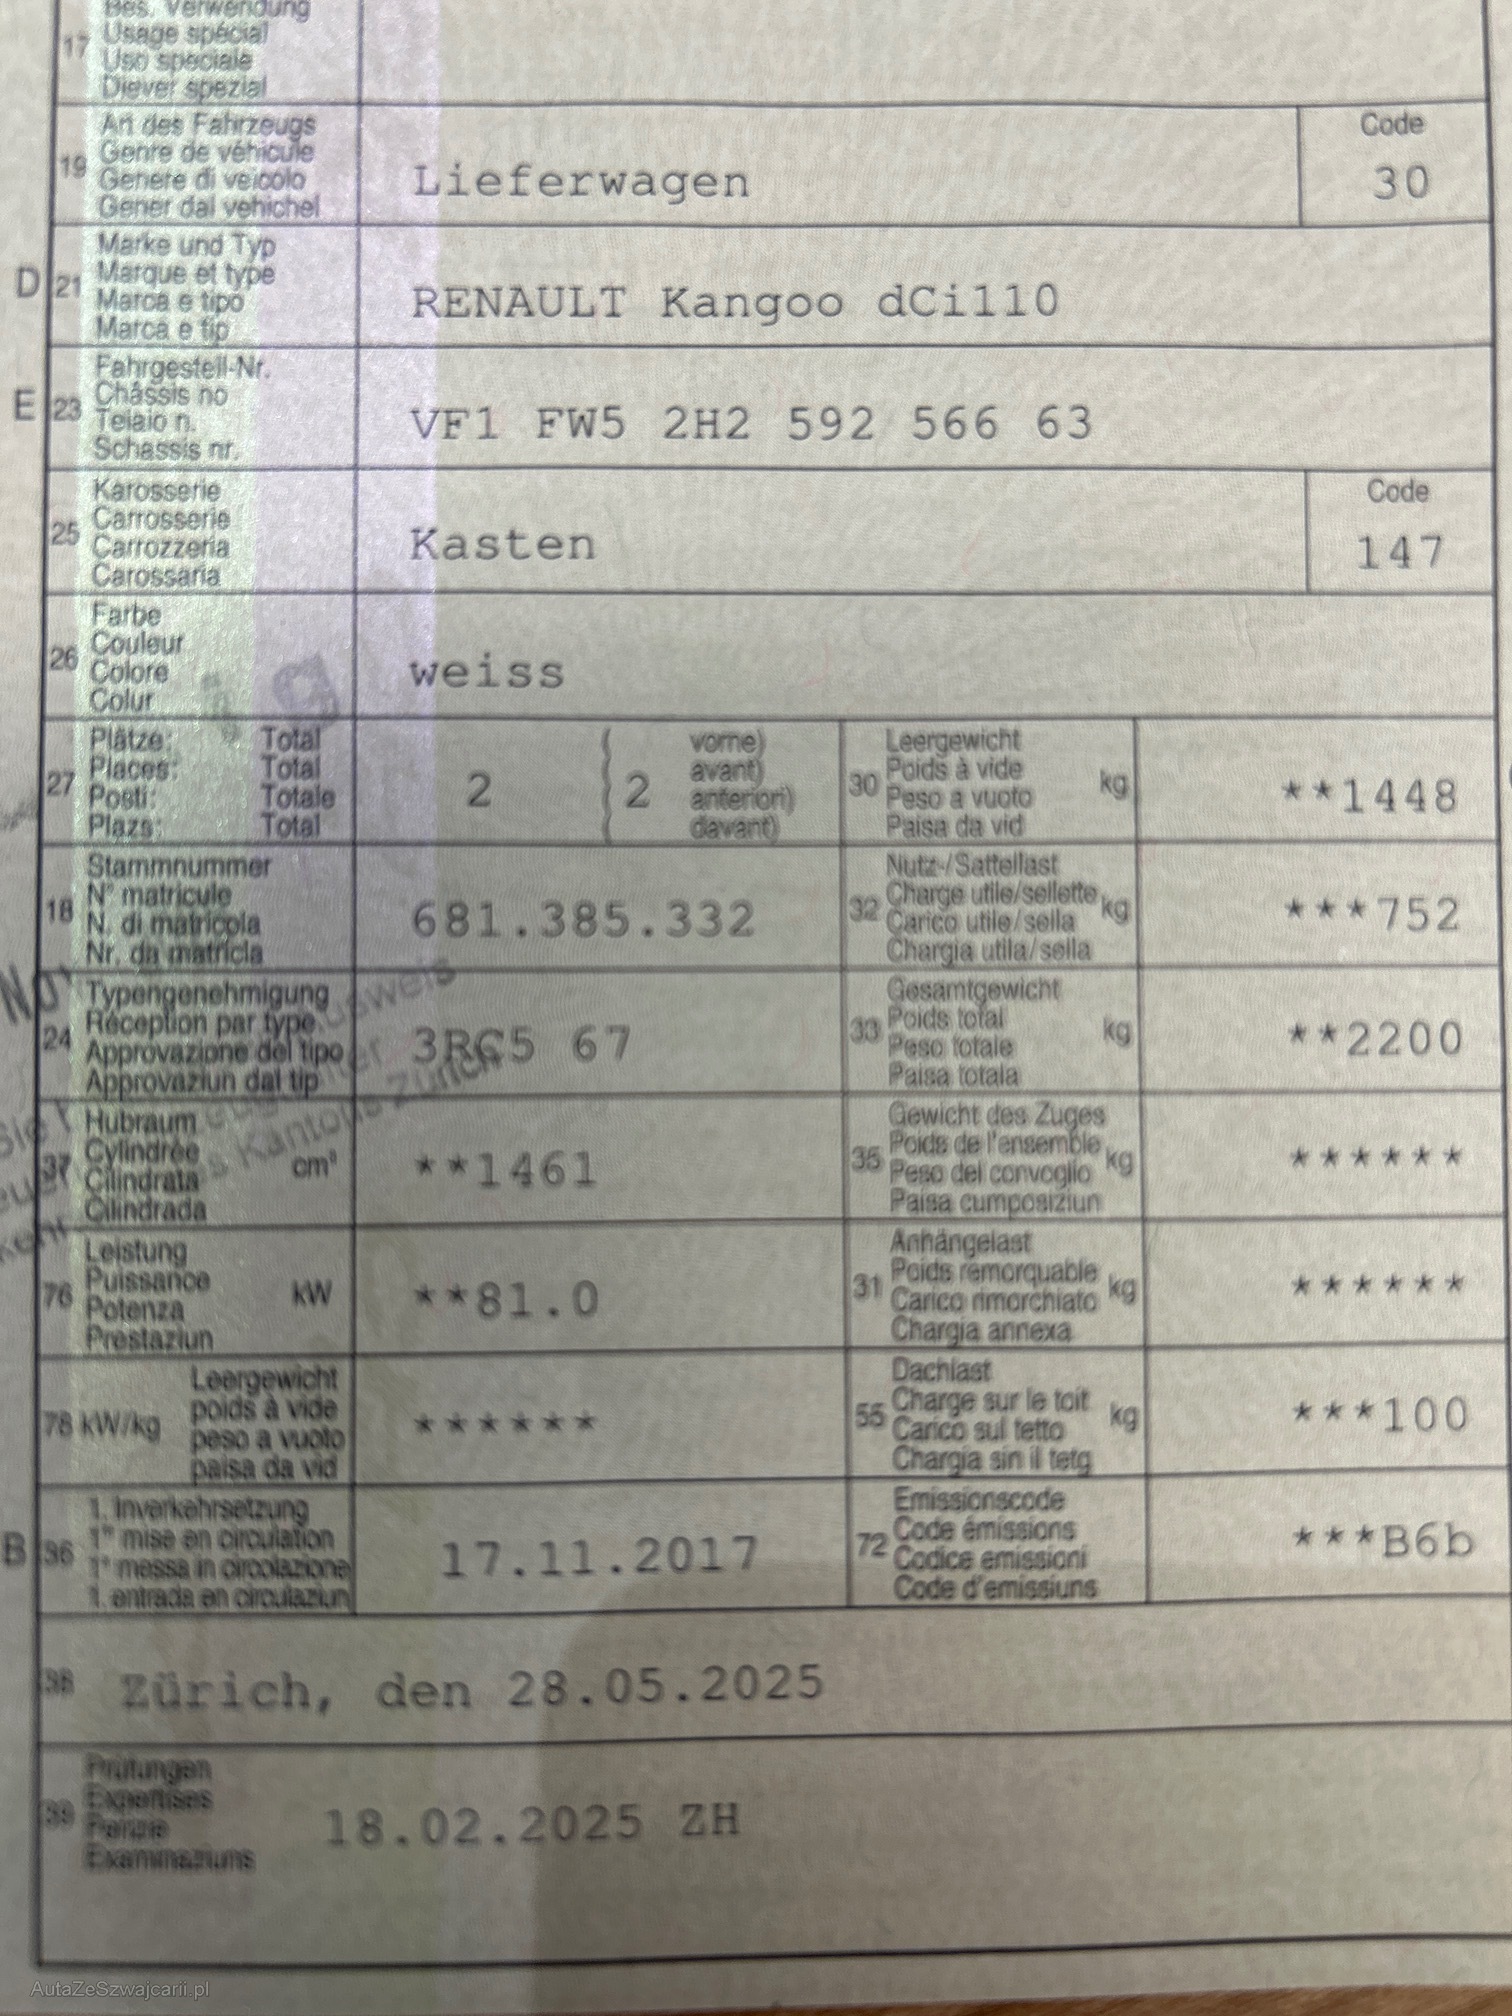 Bes. Verwendung
17 Usage spécial
Uso speciale
Diever spezial
Art des Fahrzeugs
19 Genre de véhicule
Genere di veicolo
Gener dal vehichel
Lieferwagen
Code
30
Marke und Typ
D 21 Marque et type
Marca e tipo
Marca e tip
RENAULT Kangoo dCi110
Fahrgestell-Nr.
E 23 Châssis no
Telaio n.
Schassis nr.
VF1 FW5 2H2 592 566 63
Karosserie
25 Carrosserie
Carrozzeria
Carossaria
Kasten
Code
147
Farbe
26 Couleur
Colore
Colur
weiss
Plätze: Total
27 Places: Total
Posti: Totale
Plazs: Total
2 ( 2 vorne)
avant)
anteriori)
davant)
Leergewicht
30 Poids à vide kg
Peso a vuoto
Paisa da vid
**1448
Stammnummer
18 N° matricule
N. di matricola
Nr. da matricla
681.385.332
Nutz-/Sattellast
32 Charge utile/sellette kg
Carico utile/sella
Chargia utila/sella
***752
Typengenehmigung
24 Réception par type
Approvazione del tipo
Approvaziun dal tip
3RC5 67
Gesamtgewicht
33 Poids total kg
Peso totale
Paisa totala
**2200
Hubraum
37 Cylindrée cm³
Cilindrata
Cilindrada
**1461
Gewicht des Zuges
35 Poids de l'ensemble kg
Peso del convoglio
Paisa cumposiziun
******
Leistung
76 Puissance kW
Potenza
Prestaziun
**81.0
Anhängelast
31 Poids remorquable kg
Carico rimorchiato
Chargia annexa
******
Leergewicht
78 kW/kg poids à vide
peso a vuoto
paisa da vid
******
Dachlast
55 Charge sur le toit kg
Carico sul tetto
Chargia sin il tetg
***100
1. Inverkehrsetzung
B 36 1re mise en circulation
1a messa in circolazione
1. entrada en circulaziun
17.11.2017
Emissionscode
72 Code émissions
Codice emissioni
Code d'emissiuns
***B6b
38 Zürich, den 28.05.2025
Prüfungen
39 Expertises
Perizie
Examinaziuns
18.02.2025 ZH
Ausweis
Kantons Zürich
AutaZeSzwajcarii.pl